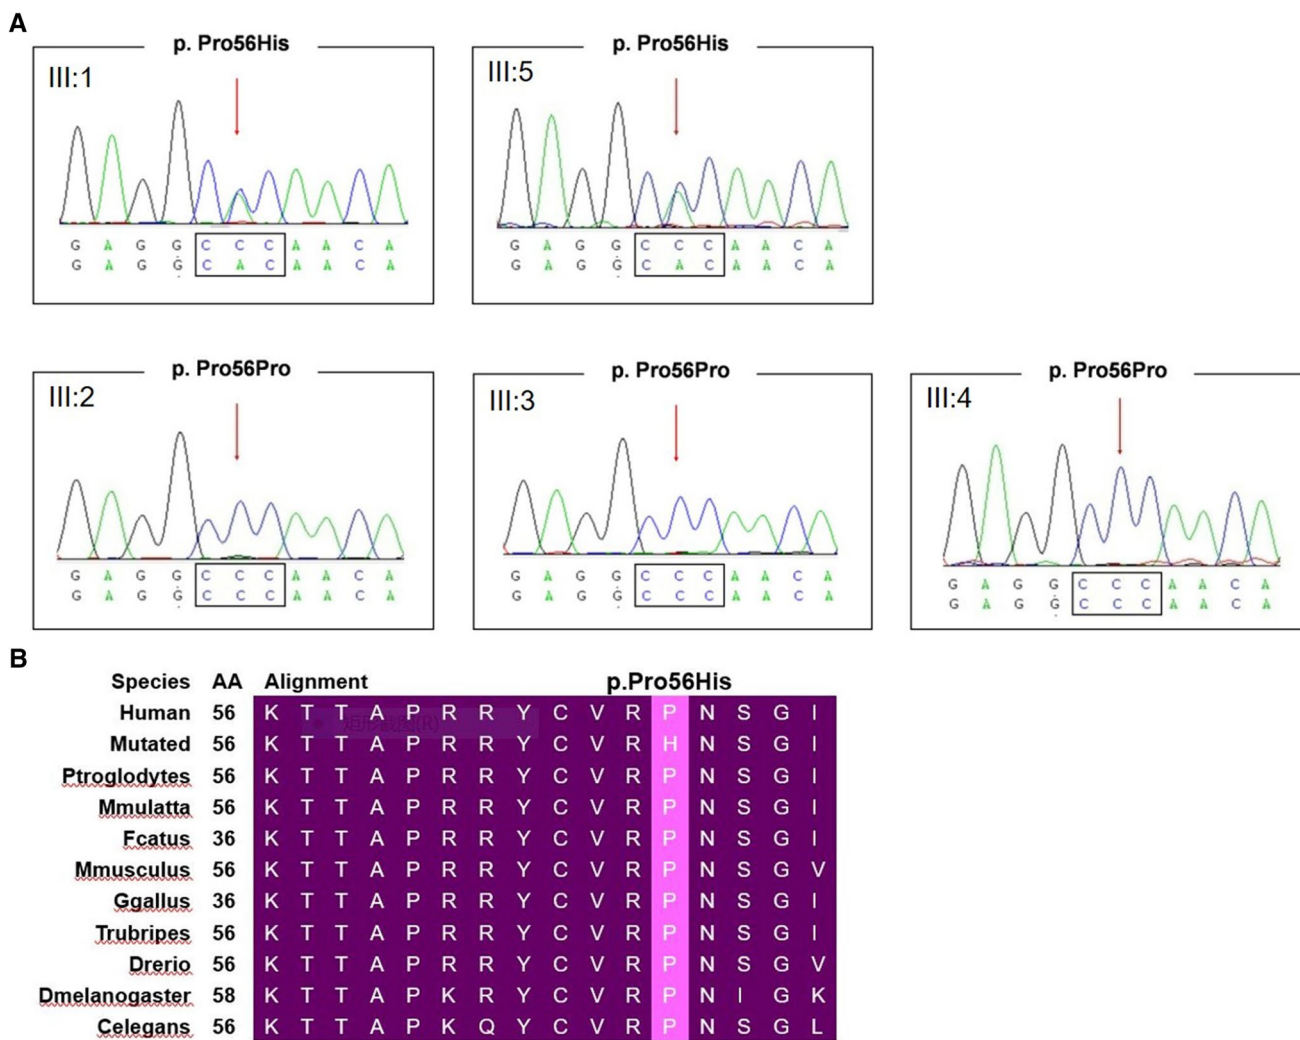 A
p. Pro56His
III:1
G A G G C C C A A C A
G A G G C A C A A C A
p. Pro56His
III:5
G A G G C C C A A C A
G A G G C A C A A C A
p. Pro56Pro
III:2
G A G G C C C A A C A
G A G G C C C A A C A
p. Pro56Pro
III:3
G A G G C C C A A C A
G A G G C C C A A C A
p. Pro56Pro
III:4
G A G G C C C A A C A
G A G G C C C A A C A
B
Species AA Alignment p.Pro56His
Human 56 K T T A P R R Y C V R P N S G I
Mutated 56 K T T A P R R Y C V R H N S G I
Ptroglodytes 56 K T T A P R R Y C V R P N S G I
Mmulatta 56 K T T A P R R Y C V R P N S G I
Fcatus 36 K T T A P R R Y C V R P N S G I
Mmusculus 56 K T T A P R R Y C V R P N S G V
Ggallus 36 K T T A P R R Y C V R P N S G I
Trubripes 56 K T T A P R R Y C V R P N S G I
Drerio 56 K T T A P R R Y C V R P N S G V
Dmelanogaster 58 K T T A P K R Y C V R P N I G K
Celegans 56 K T T A P K Q Y C V R P N S G L